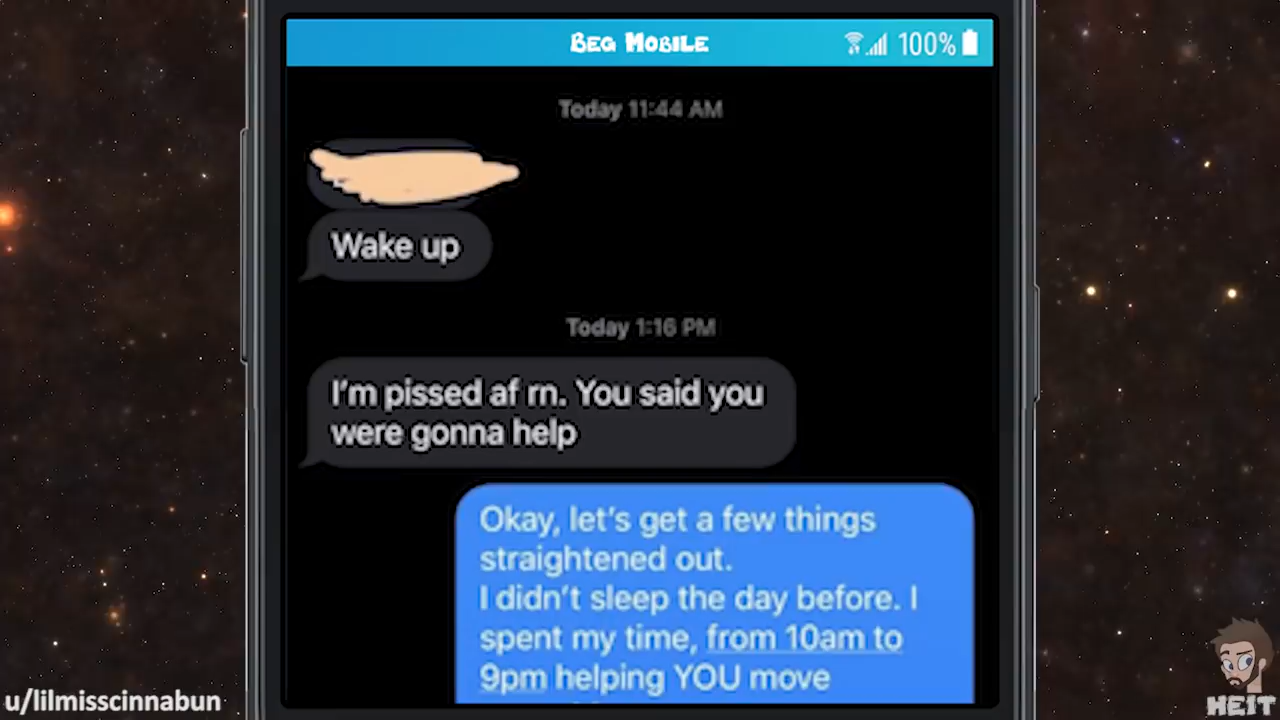 BEG MOBILE
100%
Today 11:44 AM
Wake up
Today 1:16 PM
I'm pissed af rn. You said you
were gonna help
Okay, let's get a few things
straightened out.
I didn't sleep the day before. I
spent my time, from 10am to
9pm helping YOU move
u/lilmisscinnabun
HEIT